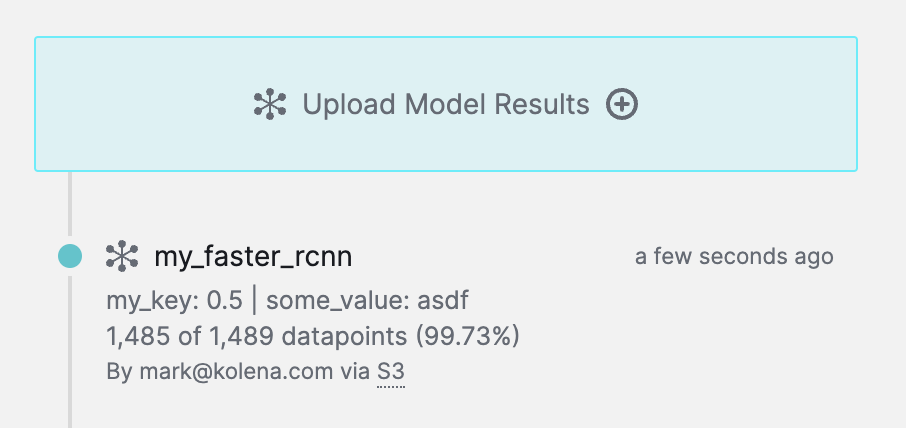 Upload Model Results
my_faster_rcnn a few seconds ago
my_key: 0.5 | some_value: asdf
1,485 of 1,489 datapoints (99.73%)
By mark@kolena.com via S3